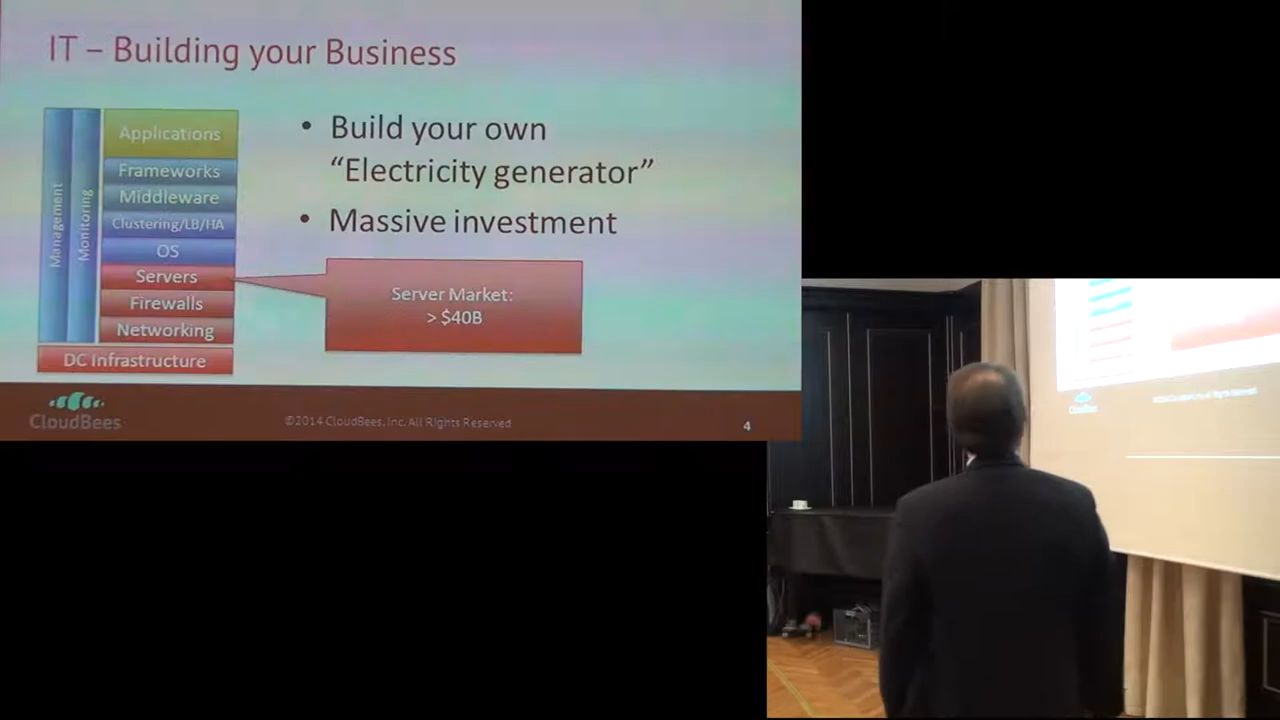 IT – Building your Business
Management
Monitoring
Applications
Frameworks
Middleware
Clustering/LB/HA
OS
Servers
Firewalls
Networking
DC Infrastructure
• Build your own
“Electricity generator”
• Massive investment
Server Market:
> $40B
CloudBees
©2014 CloudBees, Inc. All Rights Reserved
4
CloudBees